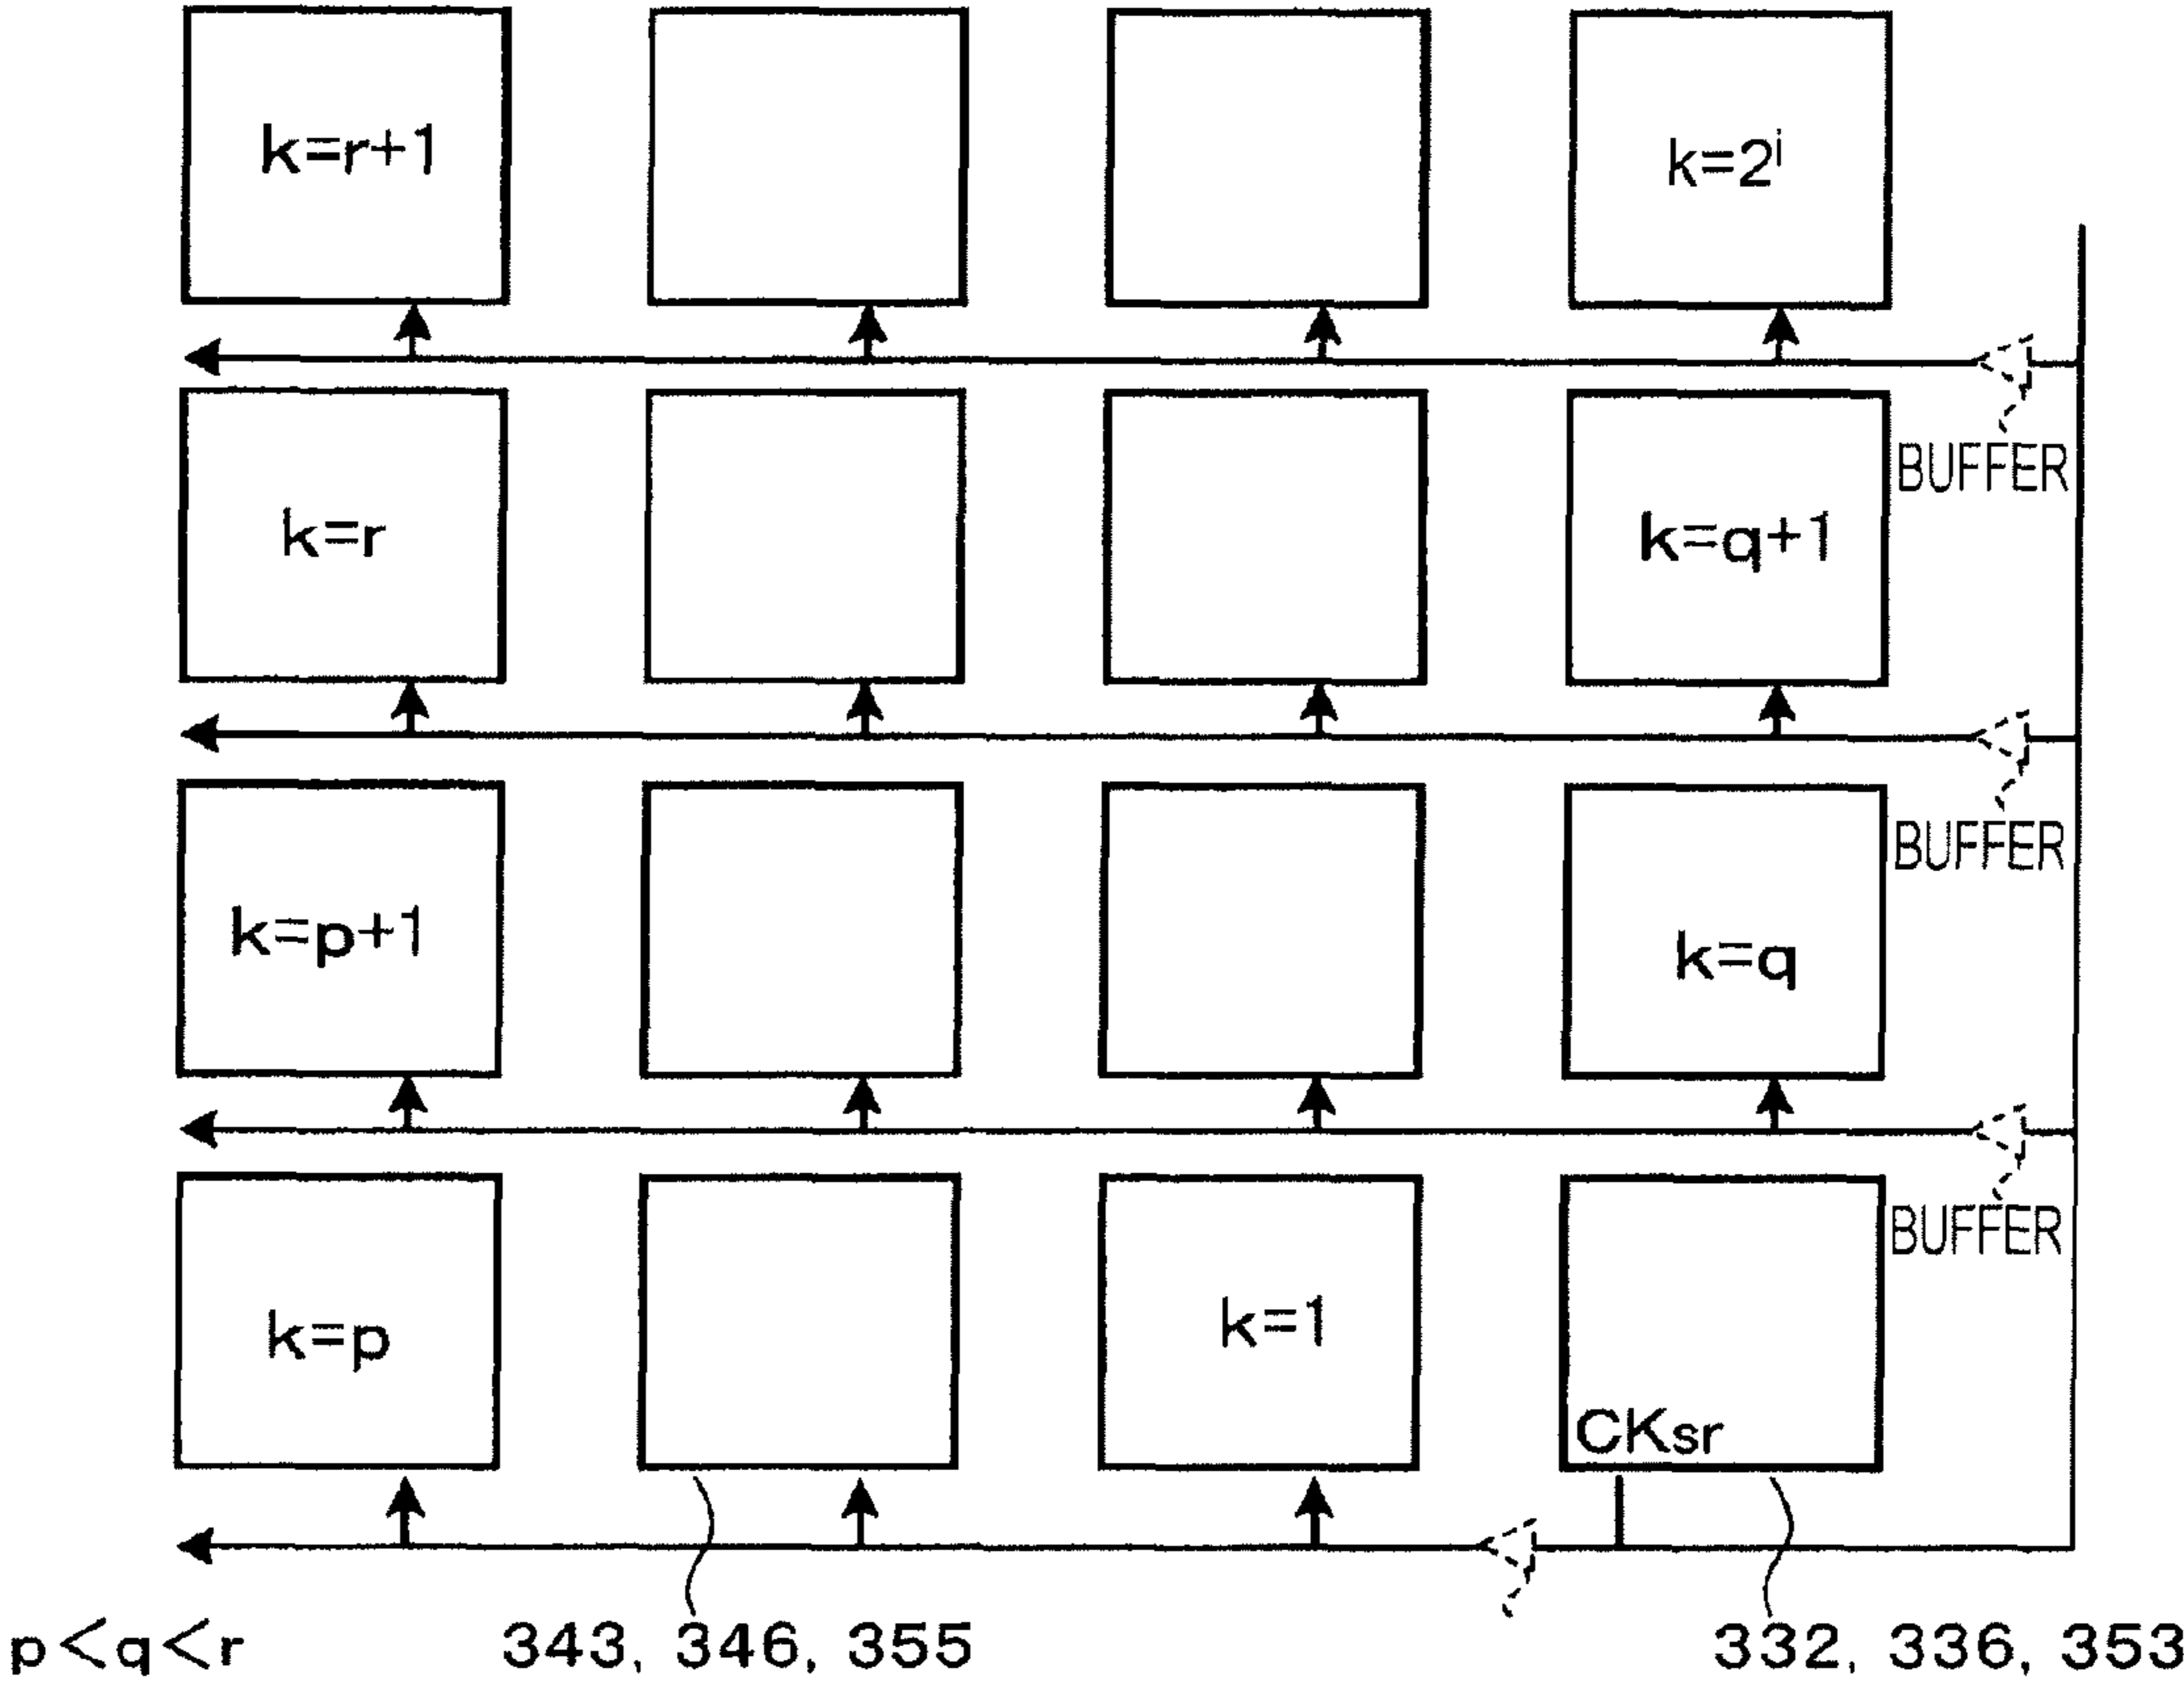 k=r+1
k=2ⁱ
BUFFER
k=r
k=q+1
BUFFER
k=p+1
k=q
BUFFER
k=p
k=1
CKsr
p<q<r
343, 346, 355
332, 336, 353